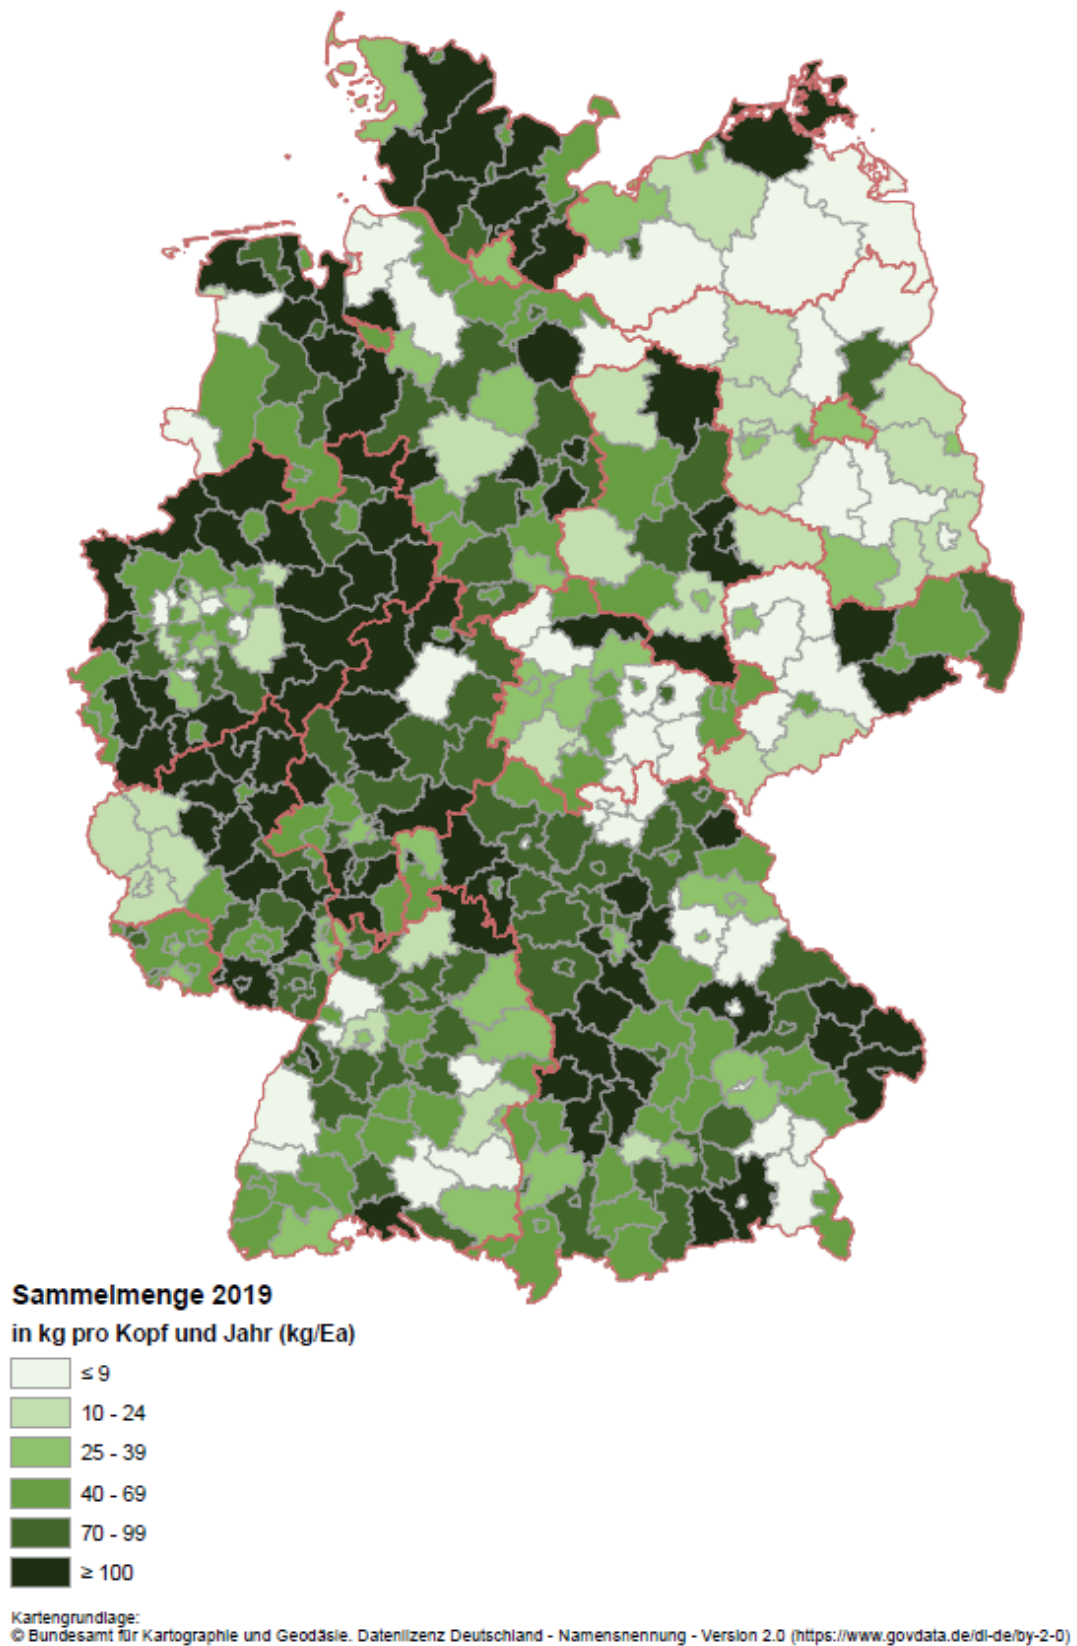 Sammelmenge 2019
in kg pro Kopf und Jahr (kg/Ea)
≤ 9
10 - 24
25 - 39
40 - 69
70 - 99
≥ 100
Kartengrundlage:
© Bundesamt für Kartographie und Geodäsie. Datenlizenz Deutschland - Namensnennung - Version 2.0 (https://www.govdata.de/dl-de/by-2-0)